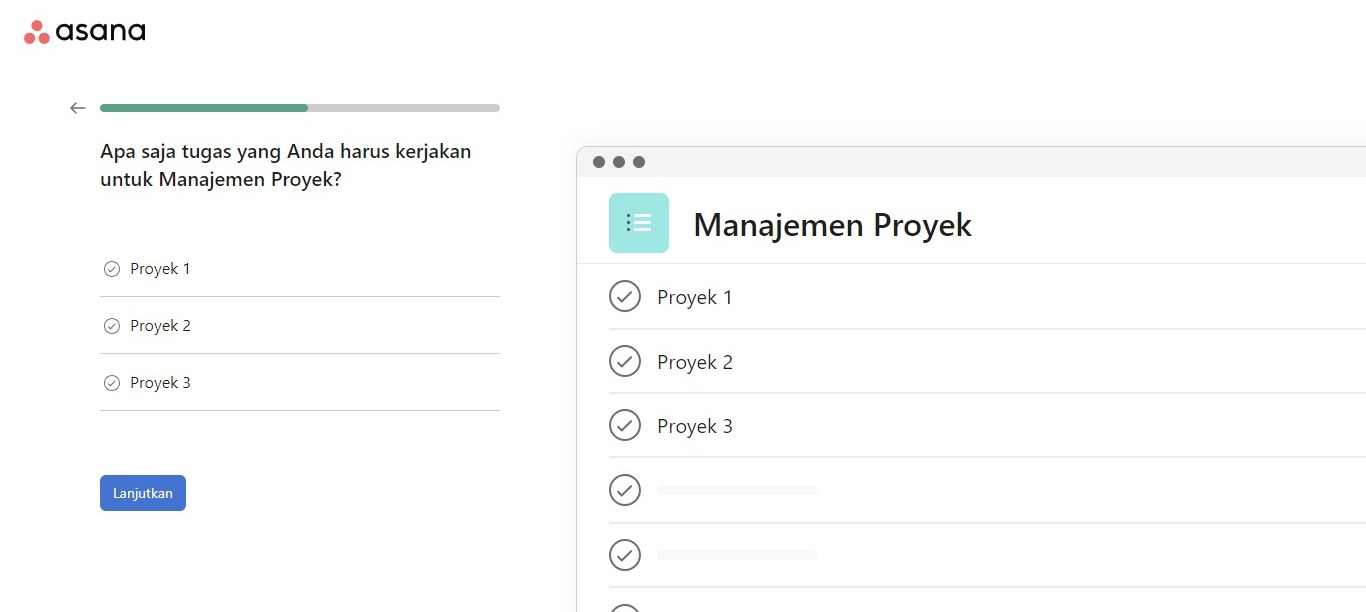 asana
Apa saja tugas yang Anda harus kerjakan
untuk Manajemen Proyek?
Proyek 1
Proyek 2
Proyek 3
Lanjutkan
Manajemen Proyek
Proyek 1
Proyek 2
Proyek 3